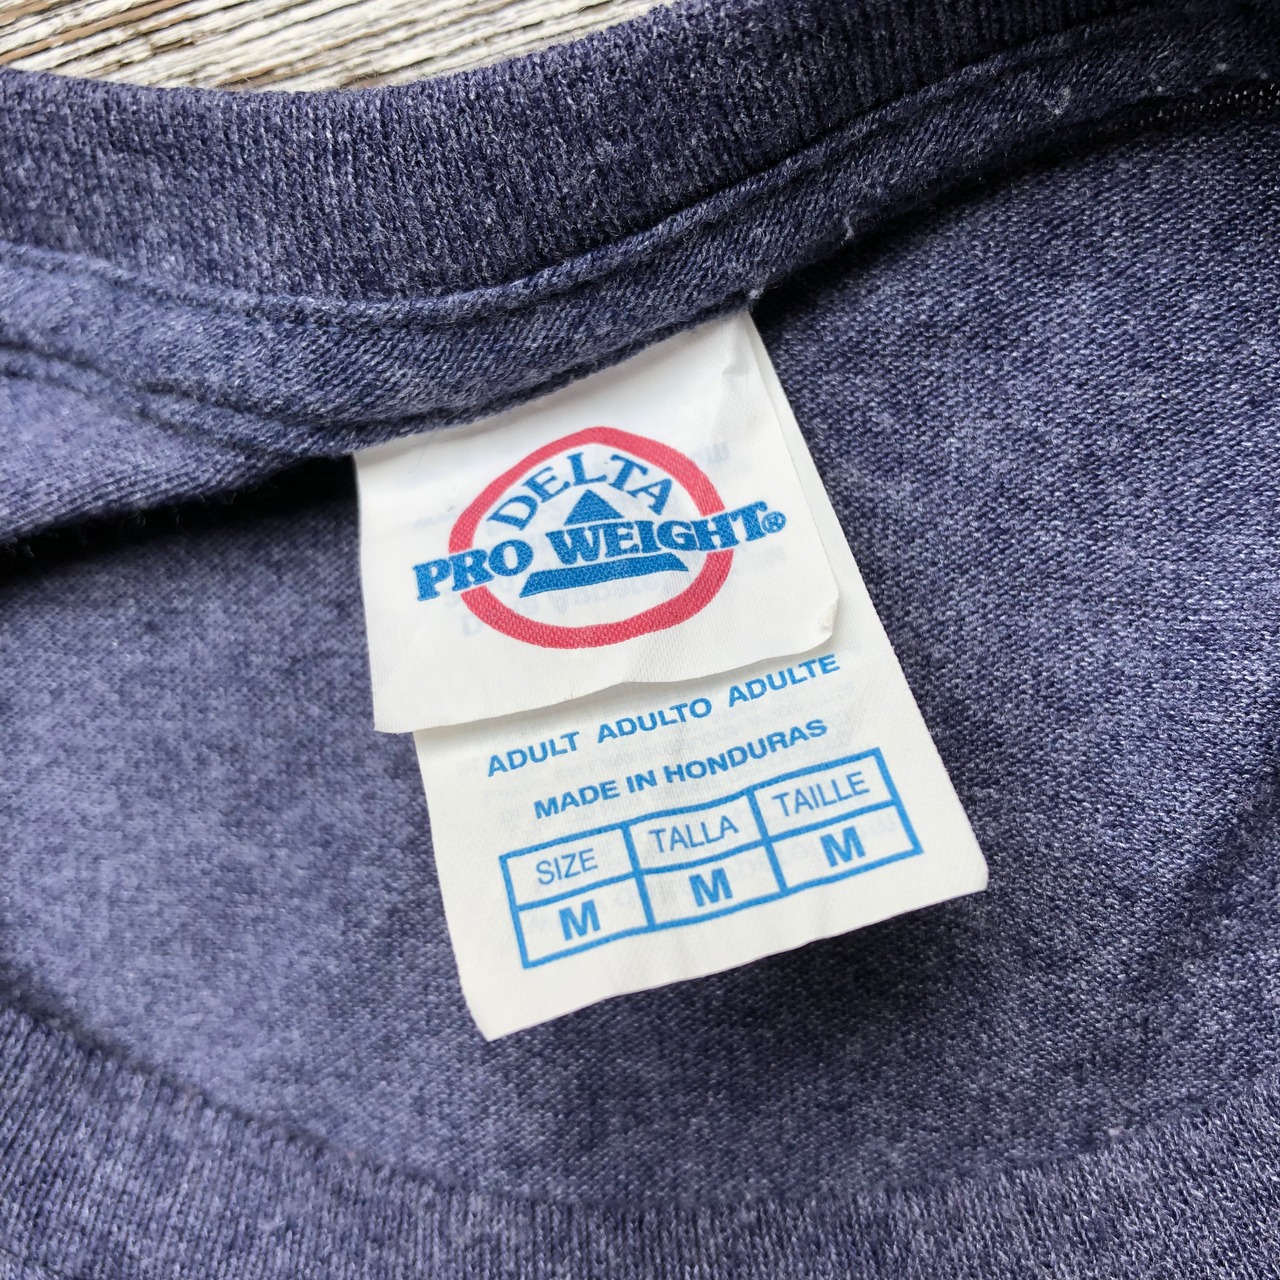 DELTA
PRO WEIGHT®
ADULT ADULTO ADULTE
MADE IN HONDURAS
SIZE TALLA TAILLE
M M M